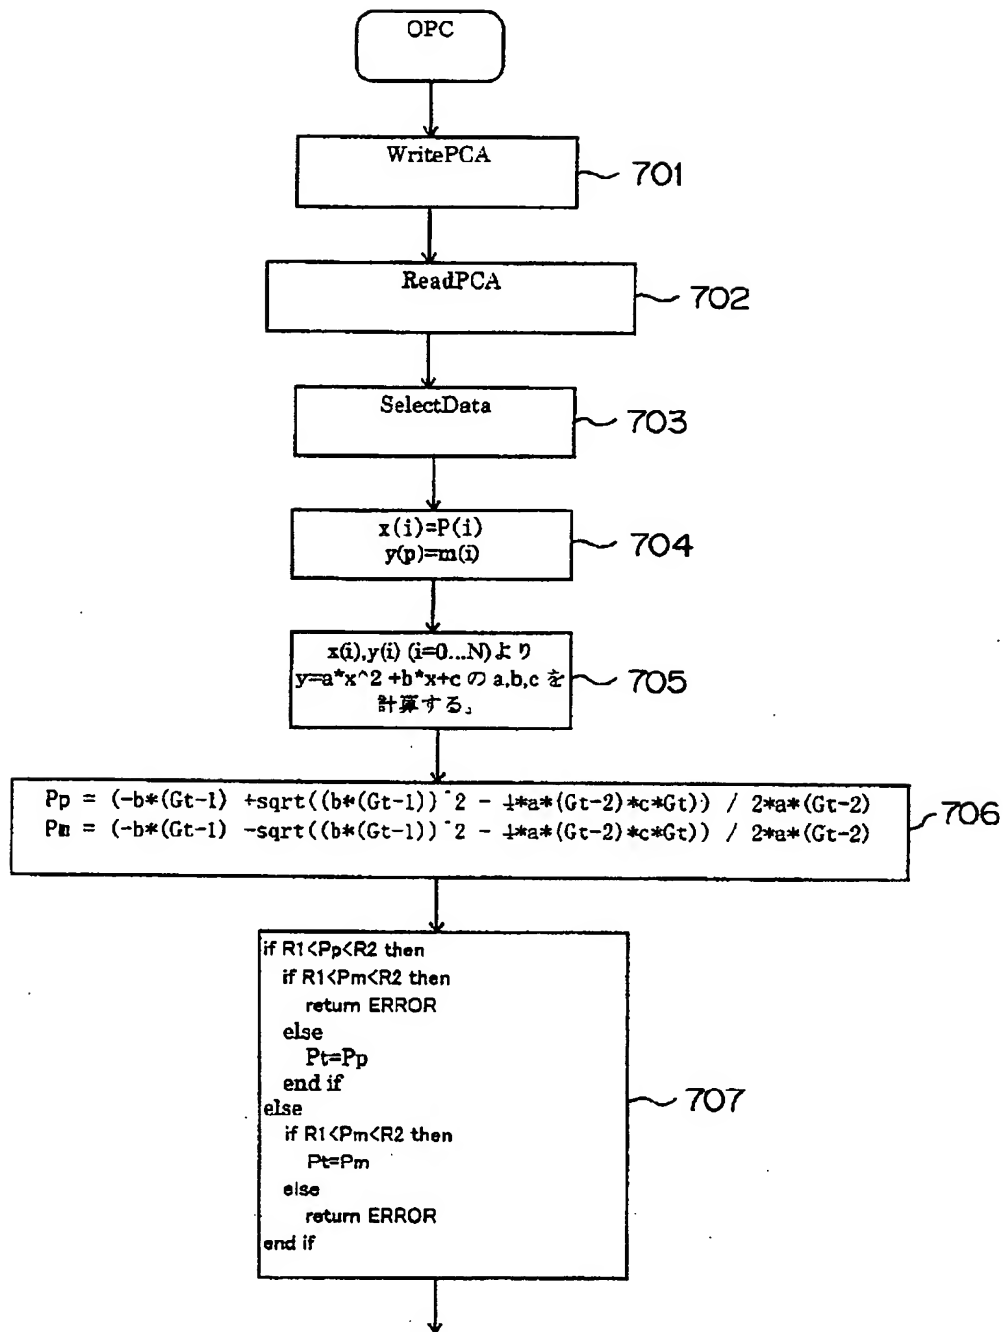 OPC
WritePCA
701
ReadPCA
702
SelectData
703
x(i)=P(i)
y(p)=m(i)
704
x(i),y(i) (i=0...N)より
y=a*x^2 +b*x+c の a,b,c を
計算する」
705
Pp = (-b*(Gt-1) +sqrt((b*(Gt-1))^2 - 4*a*(Gt-2)*c*Gt)) / 2*a*(Gt-2)
Pm = (-b*(Gt-1) -sqrt((b*(Gt-1))^2 - 4*a*(Gt-2)*c*Gt)) / 2*a*(Gt-2)
706
if R1<Pp<R2 then
if R1<Pm<R2 then
return ERROR
else
Pt=Pp
end if
else
if R1<Pm<R2 then
Pt=Pm
else
return ERROR
end if
707